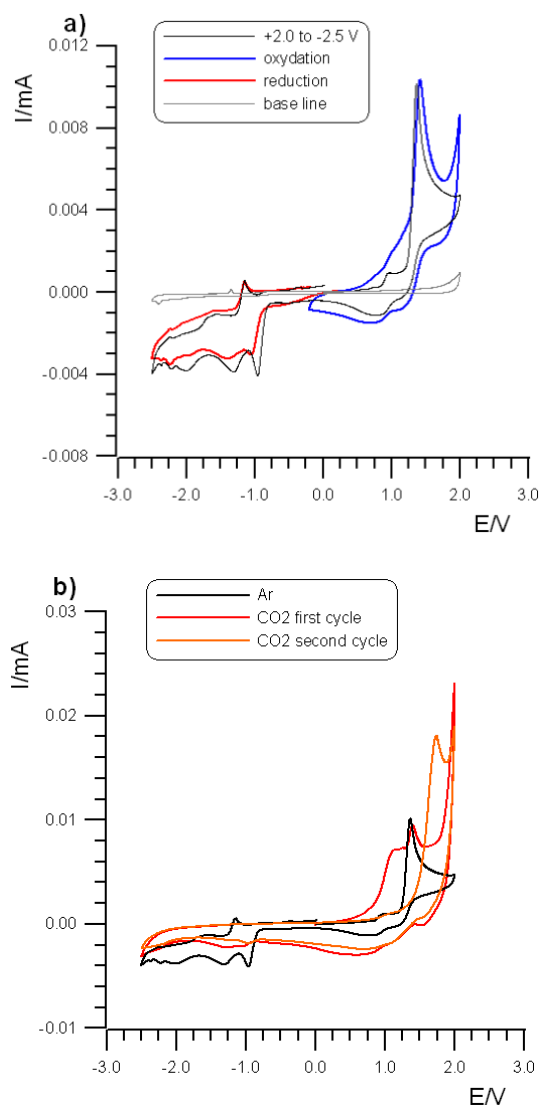 a)
+2.0 to -2.5 V
oxydation
reduction
base line
I/mA
0.012
0.008
0.004
0.000
-0.004
-0.008
-3.0 -2.0 -1.0 0.0 1.0 2.0 3.0
E/V
b)
Ar
CO2 first cycle
CO2 second cycle
I/mA
0.03
0.02
0.01
0.00
-0.01
-3.0 -2.0 -1.0 0.0 1.0 2.0 3.0
E/V